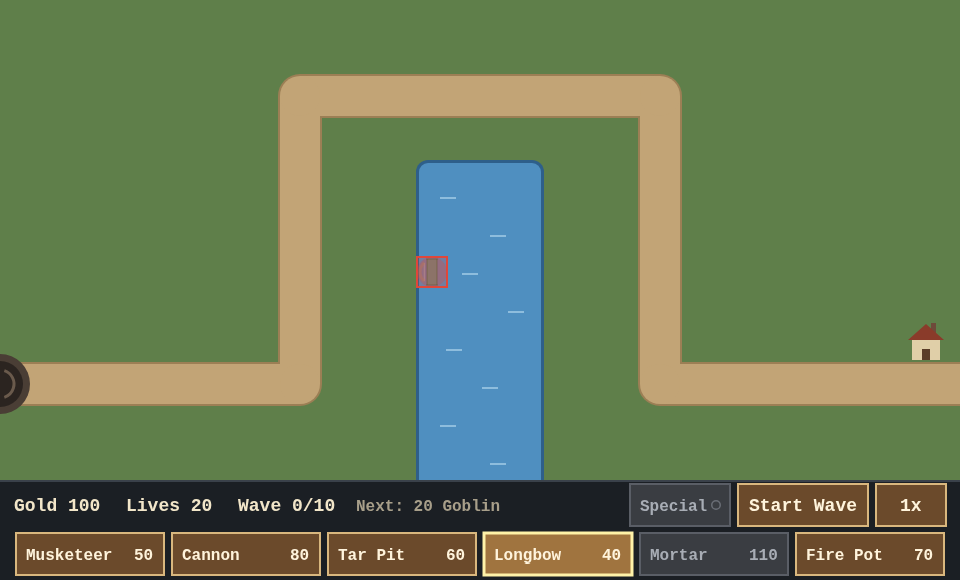 Gold 100 Lives 20 Wave 0/10 Next: 20 Goblin Special Start Wave 1x
Musketeer 50 Cannon 80 Tar Pit 60 Longbow 40 Mortar 110 Fire Pot 70